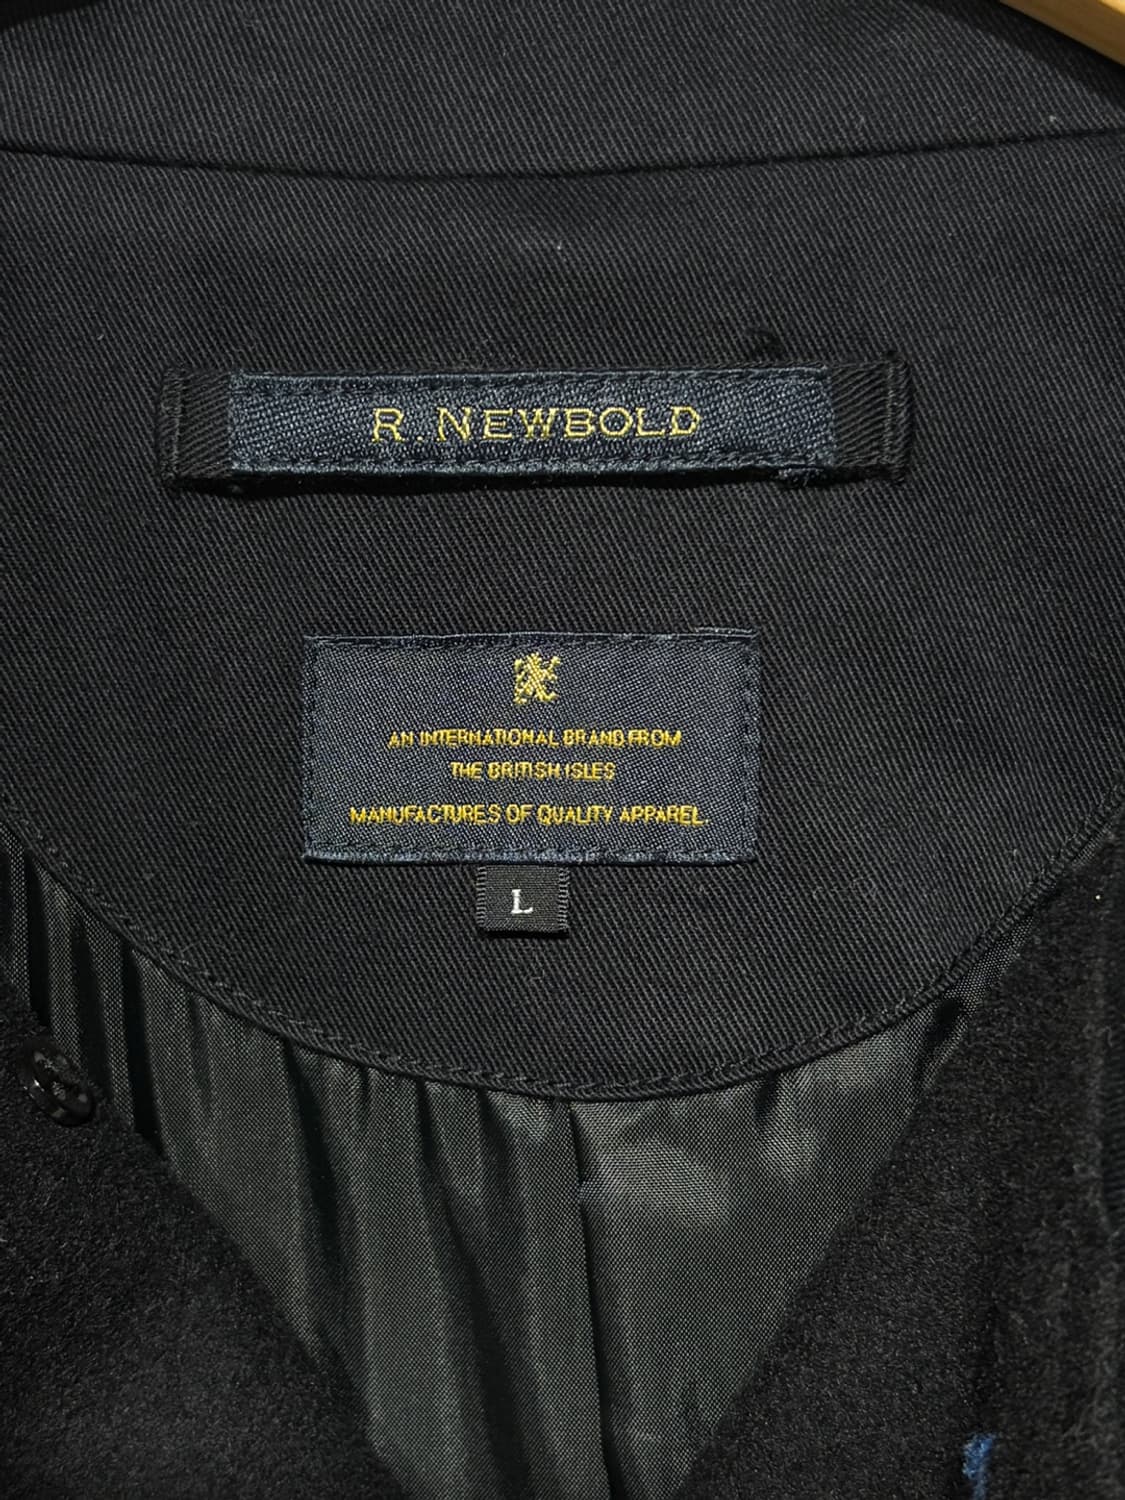 R. NEWBOLD
AN INTERNATIONAL BRAND FROM
THE BRITISH ISLES
MANUFACTURES OF QUALITY APPAREL.
L